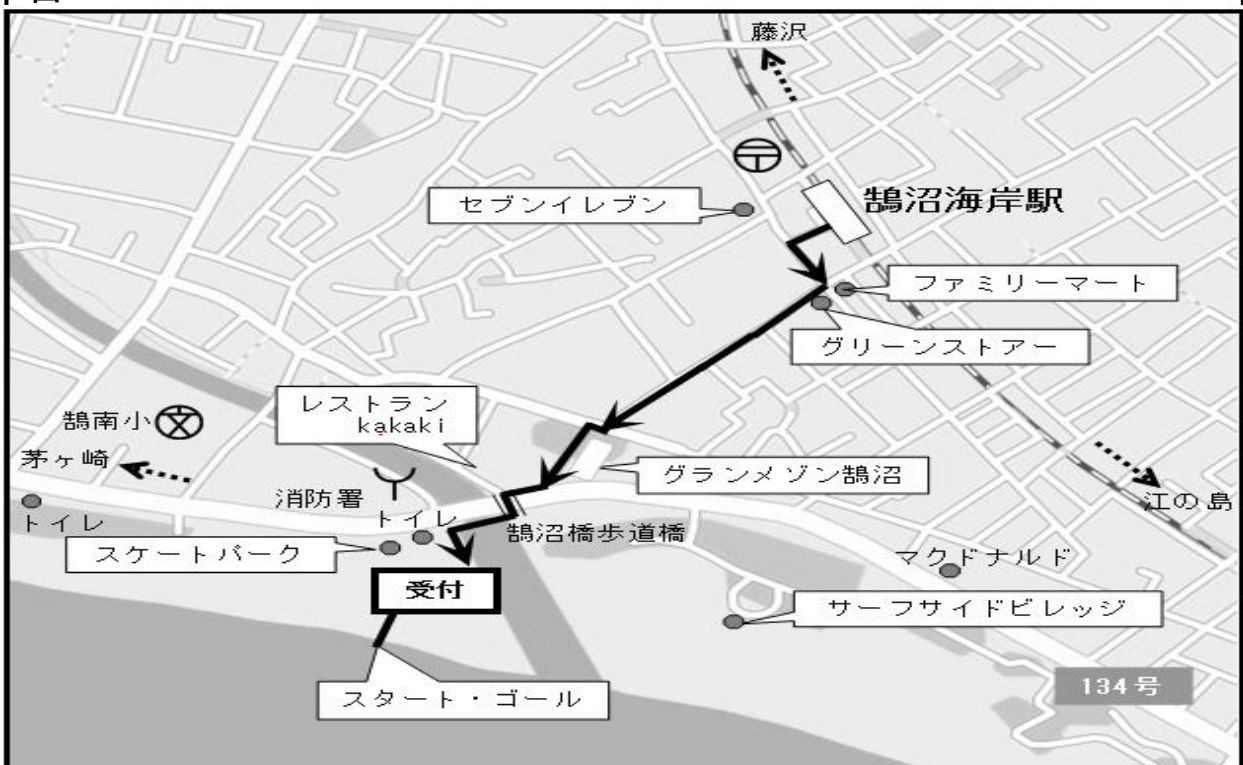 藤沢
セブンイレブン
鵠沼海岸駅
ファミリーマート
グリーンストアー
レストラン
kakaki
鵠南小
茅ヶ崎
グランメゾン鵠沼
消防署
江の島
トイレ
トイレ
鵠沼橋歩道橋
スケートパーク
マクドナルド
受付
サーフサイドビレッジ
134号
スタート・ゴール